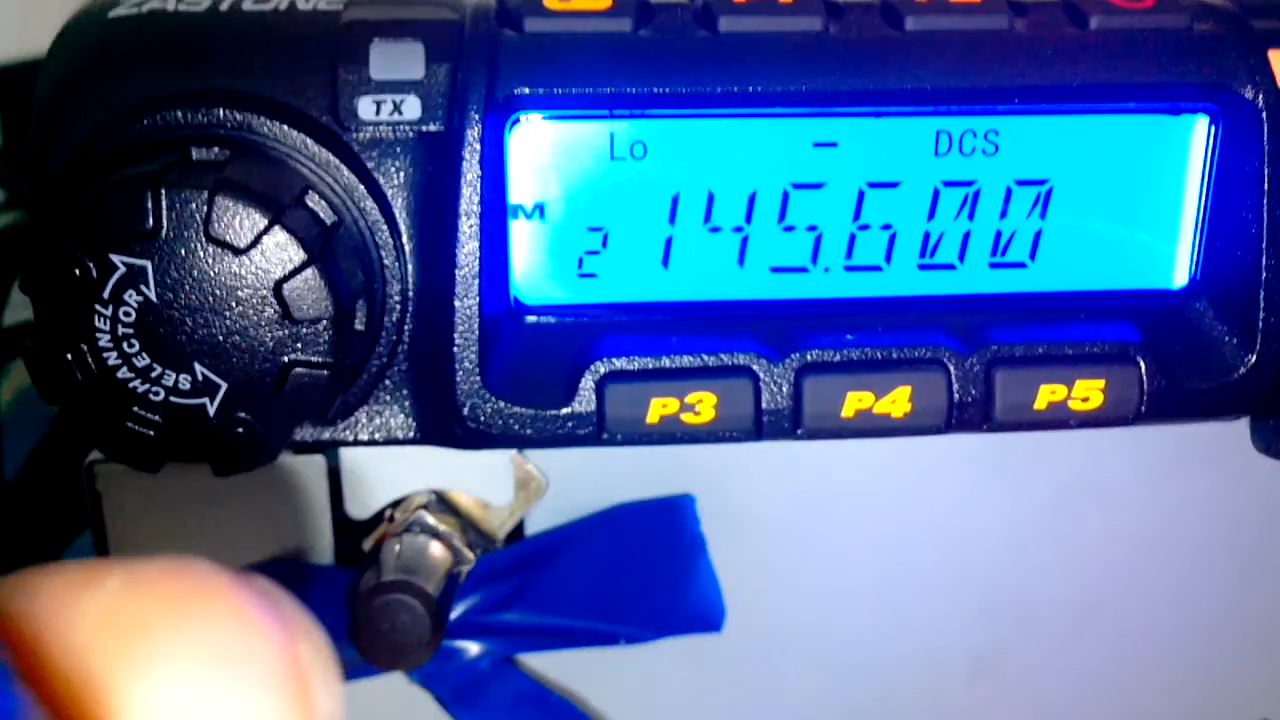 ZASTONE
TX
Lo - DCS
M
2 145.600
CHANNEL
SELECTOR
P3 P4 P5